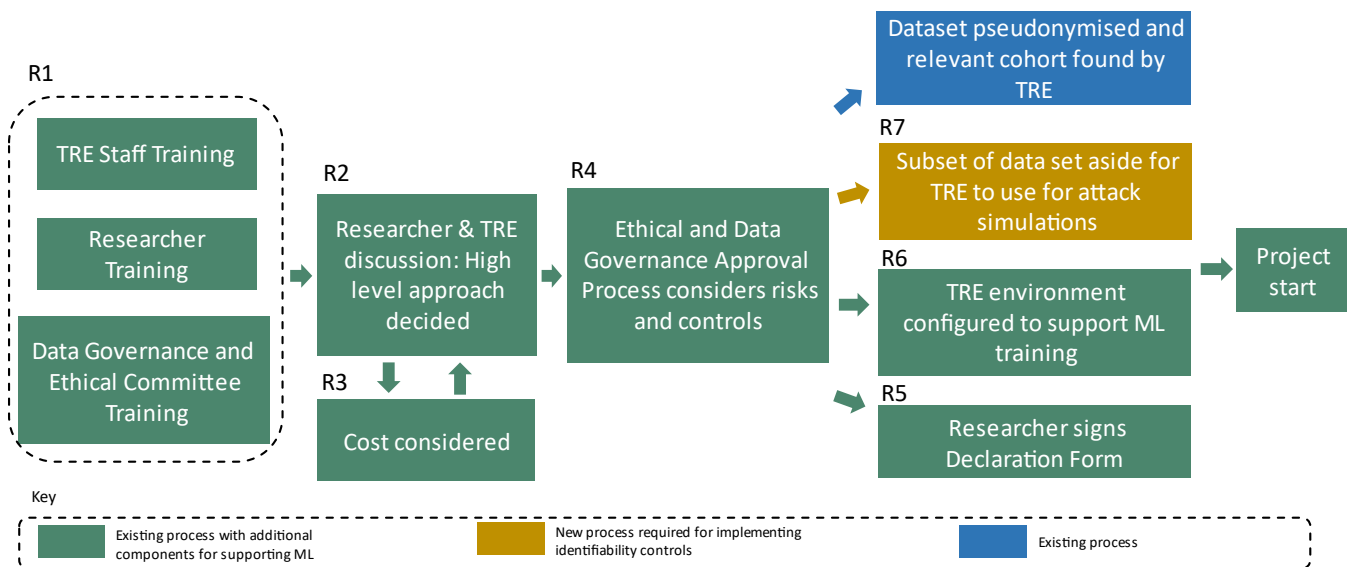 R1
TRE Staff Training
Researcher
Training
Data Governance and
Ethical Committee
Training
R2
Researcher & TRE
discussion: High
level approach
decided
R3
Cost considered
R4
Ethical and Data
Governance Approval
Process considers risks
and controls
Dataset pseudonymised and
relevant cohort found by
TRE
R7
Subset of data set aside for
TRE to use for attack
simulations
R6
TRE environment
configured to support ML
training
R5
Researcher signs
Declaration Form
Project
start
Key
Existing process with additional
components for supporting ML
New process required for implementing
identifiability controls
Existing process